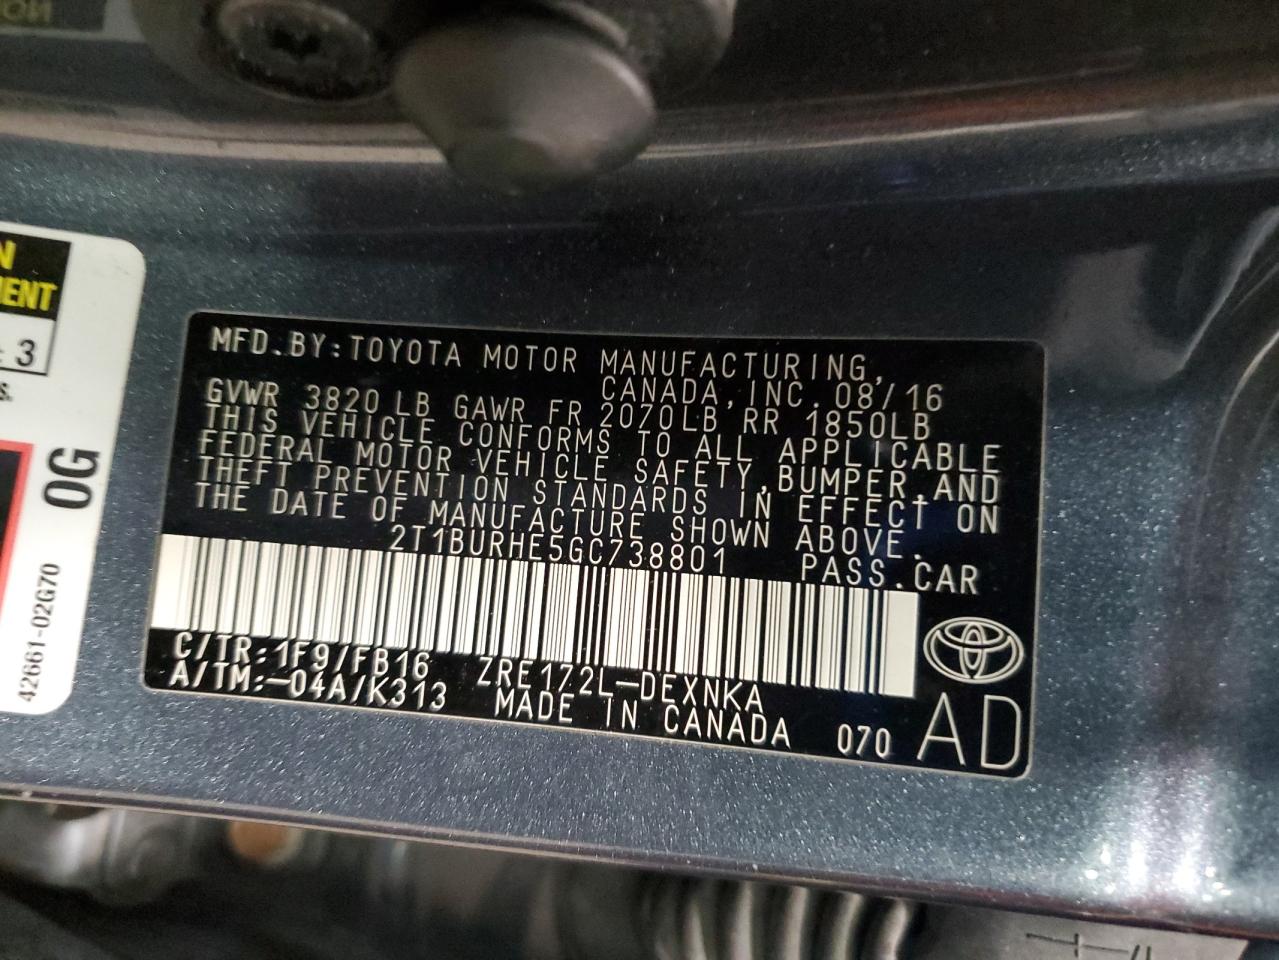 N
MENT
: 3
S.
0G
42661-02G70
MFD.BY:TOYOTA MOTOR MANUFACTURING,
CANADA,INC. 08/16
GVWR 3820LB GAWR FR 2070LB RR 1850LB
THIS VEHICLE CONFORMS TO ALL APPLICABLE
FEDERAL MOTOR VEHICLE SAFETY,BUMPER,AND
THEFT PREVENTION STANDARDS IN EFFECT ON
THE DATE OF MANUFACTURE SHOWN ABOVE.
2T1BURHE5GC738801 PASS.CAR
C/TR:1F9/FB16 ZRE172L-DEXNKA
A/TM:-04A/K313 MADE IN CANADA 070 AD